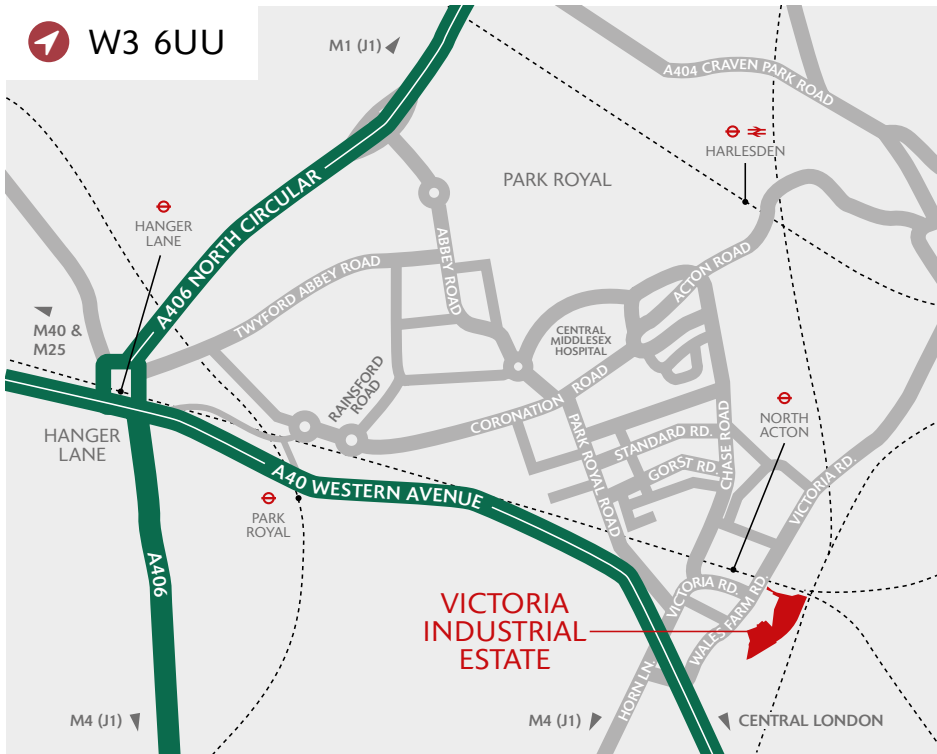 W3 6UU
M1 (J1)
A404 CRAVEN PARK ROAD
HARLESDEN
PARK ROYAL
HANGER
LANE
A406 NORTH CIRCULAR
ABBEY ROAD
ACTON ROAD
TWYFORD ABBEY ROAD
M40 &
M25
CENTRAL
MIDDLESEX
HOSPITAL
RAINSFORD
ROAD
CORONATION ROAD
NORTH
ACTON
HANGER
LANE
PARK ROYAL ROAD
STANDARD RD.
GORST RD.
CHASE ROAD
VICTORIA RD.
A40 WESTERN AVENUE
PARK
ROYAL
A406
VICTORIA RD.
WALES FARM RD.
VICTORIA
INDUSTRIAL
ESTATE
HORN LN.
M4 (J1)
M4 (J1)
CENTRAL LONDON